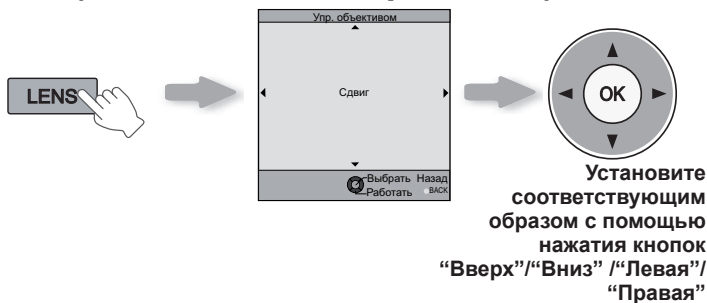 Упр. объективом
LENS
Сдвиг
OK
Выбрать Назад
Работать BACK
Установите
соответствующим
образом с помощью
нажатия кнопок
“Вверх”/“Вниз” /“Левая”/
“Правая”